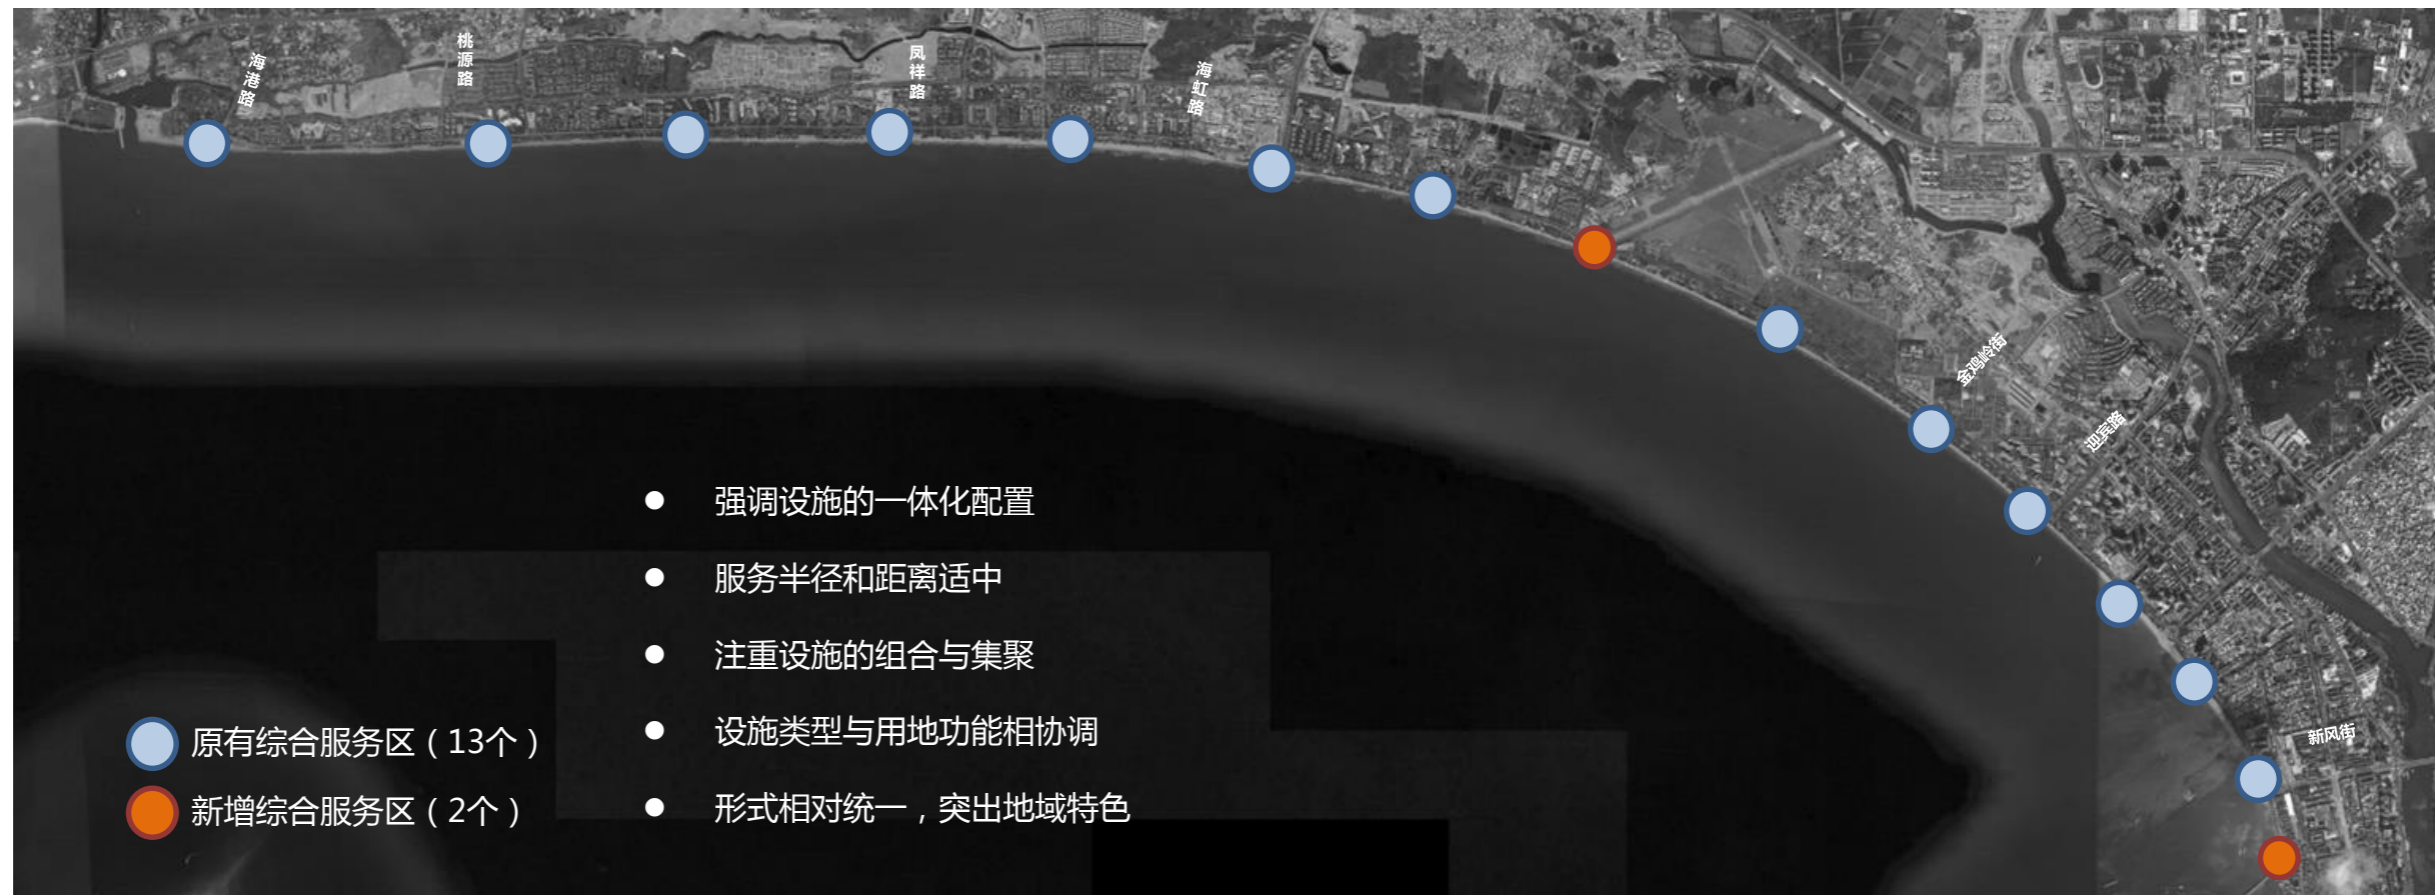 海港路
桃源路
凤祥路
海虹路
金鸡岭街
迎宾路
新风街
强调设施的一体化配置
服务半径和距离适中
注重设施的组合与集聚
设施类型与用地功能相协调
形式相对统一，突出地域特色
原有综合服务区（13个）
新增综合服务区（2个）